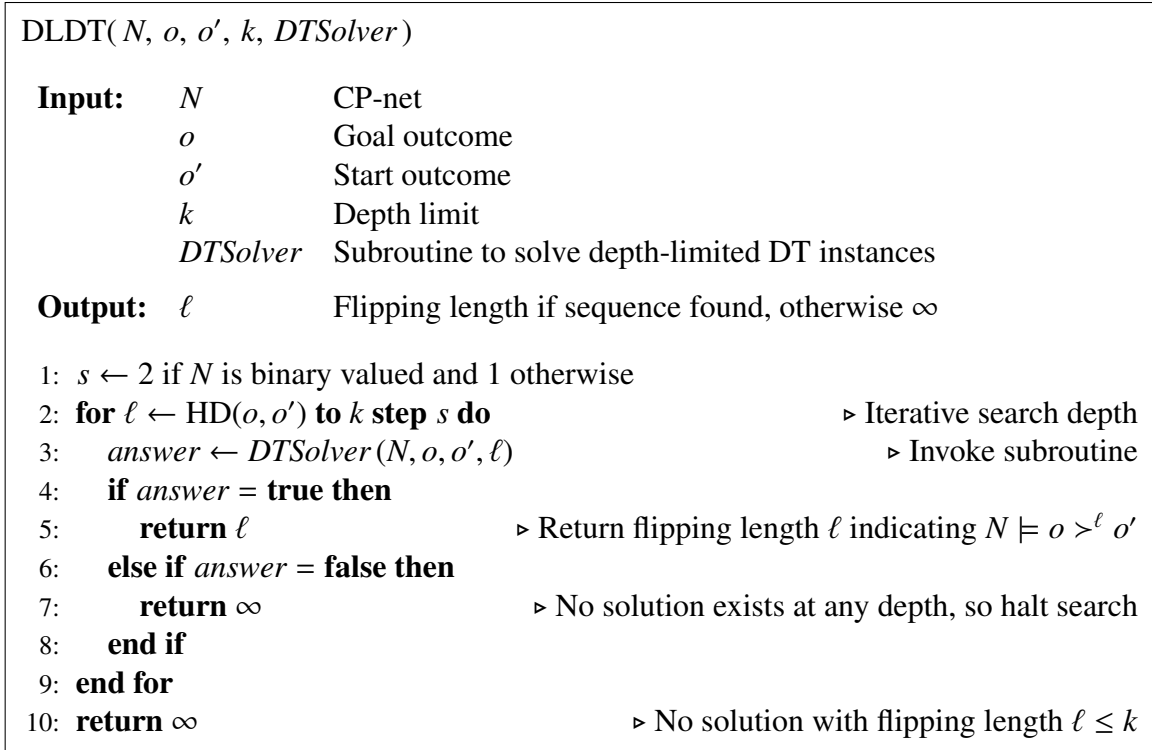 DLDT( N, o, o′, k, DTSolver )
Input: N CP-net
o Goal outcome
o′ Start outcome
k Depth limit
DTSolver Subroutine to solve depth-limited DT instances
Output: ℓ Flipping length if sequence found, otherwise ∞
1: s ← 2 if N is binary valued and 1 otherwise
2: for ℓ ← HD(o, o′) to k step s do ▹ Iterative search depth
3: answer ← DTSolver(N, o, o′, ℓ) ▹ Invoke subroutine
4: if answer = true then
5: return ℓ ▹ Return flipping length ℓ indicating N ⊨ o >ℓ o′
6: else if answer = false then
7: return ∞ ▹ No solution exists at any depth, so halt search
8: end if
9: end for
10: return ∞ ▹ No solution with flipping length ℓ ≤ k